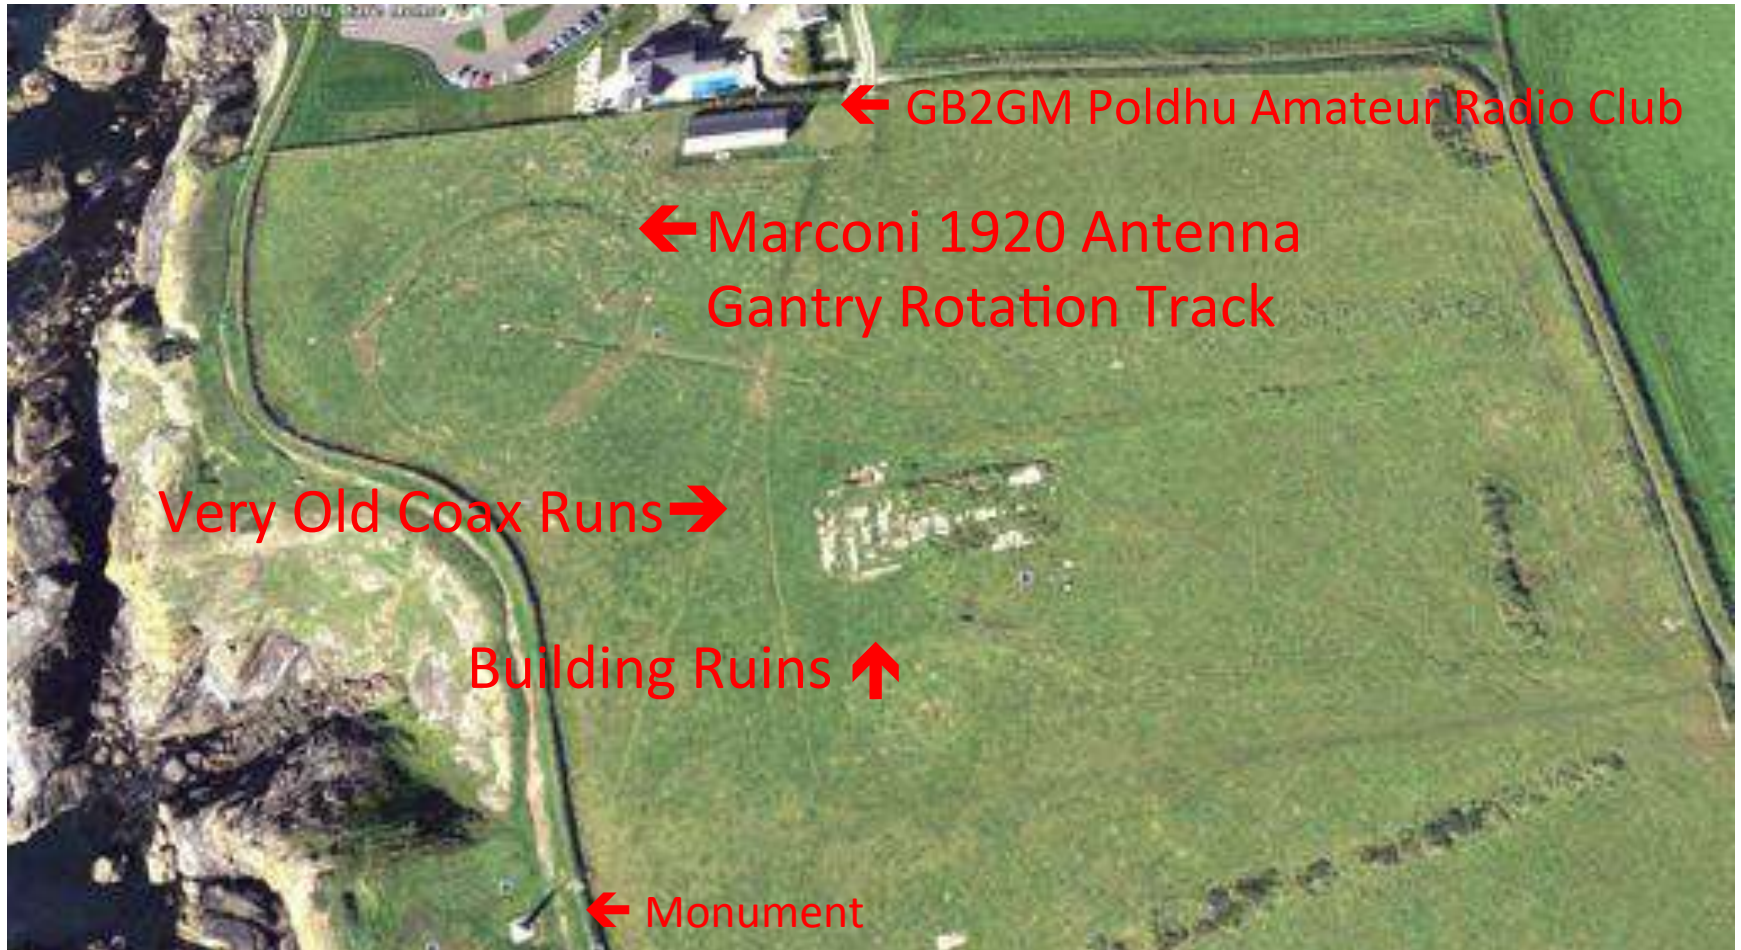 ← GB2GM Poldhu Amateur Radio Club
← Marconi 1920 Antenna
Gantry Rotation Track
Very Old Coax Runs →
Building Ruins ↑
← Monument